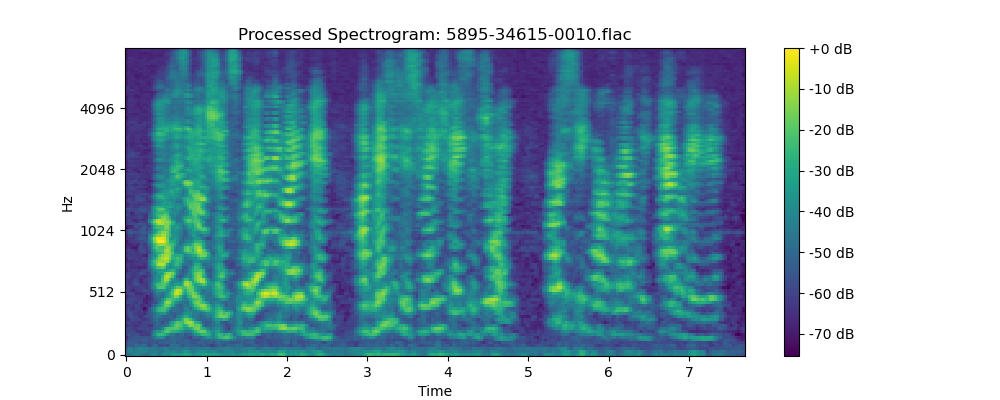 Processed Spectrogram: 5895-34615-0010.flac
+0 dB
-10 dB
-20 dB
-30 dB
-40 dB
-50 dB
-60 dB
-70 dB
Hz
4096
2048
1024
512
0
0 1 2 3 4 5 6 7
Time